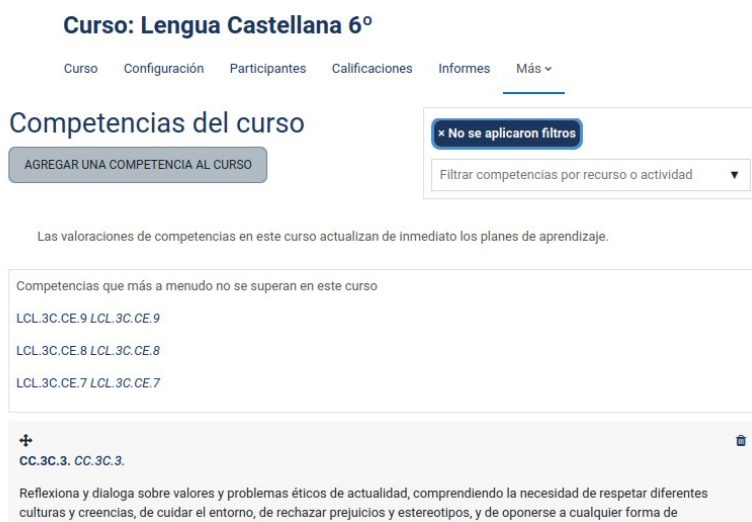 Curso: Lengua Castellana 6º
Curso Configuración Participantes Calificaciones Informes Más
Competencias del curso
× No se aplicaron filtros
AGREGAR UNA COMPETENCIA AL CURSO
Filtrar competencias por recurso o actividad ▼
Las valoraciones de competencias en este curso actualizan de inmediato los planes de aprendizaje.
Competencias que más a menudo no se superan en este curso
LCL.3C.CE.9 LCL.3C.CE.9
LCL.3C.CE.8 LCL.3C.CE.8
LCL.3C.CE.7 LCL.3C.CE.7
CC.3C.3. CC.3C.3.
Reflexiona y dialoga sobre valores y problemas éticos de actualidad, comprendiendo la necesidad de respetar diferentes
culturas y creencias, de cuidar el entorno, de rechazar prejuicios y estereotipos, y de oponerse a cualquier forma de